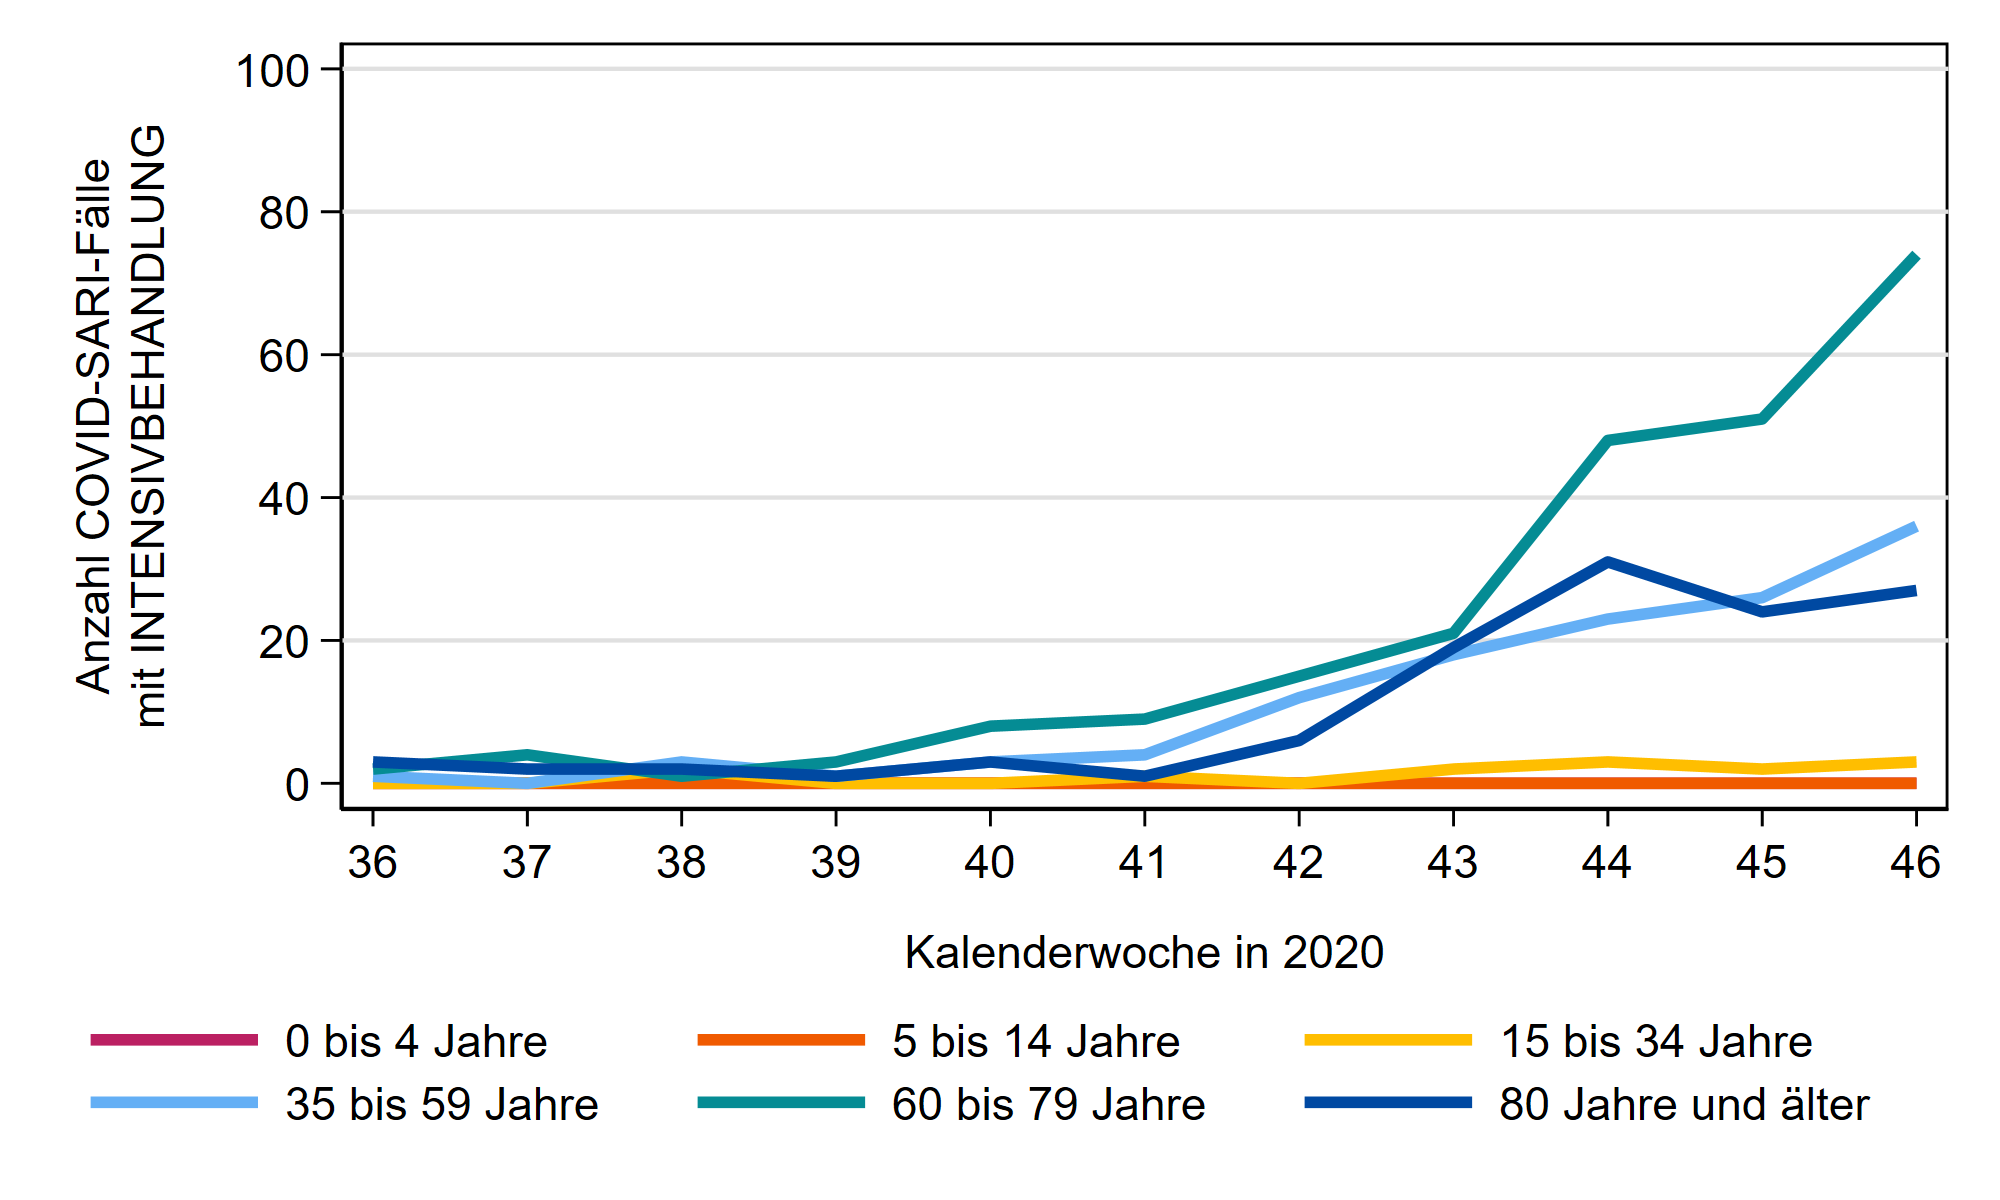 Anzahl COVID-SARI-Fälle
mit INTENSIVBEHANDLUNG
100
80
60
40
20
0
36 37 38 39 40 41 42 43 44 45 46
Kalenderwoche in 2020
0 bis 4 Jahre 5 bis 14 Jahre 15 bis 34 Jahre
35 bis 59 Jahre 60 bis 79 Jahre 80 Jahre und älter